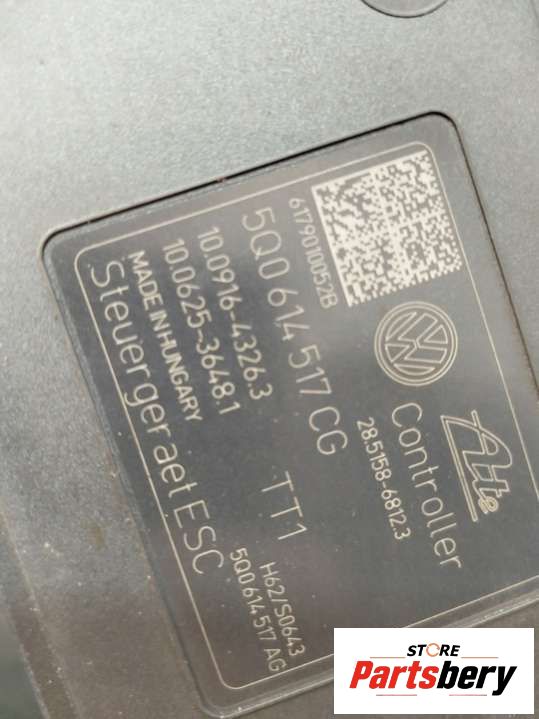 6179010052B
5Q0 614 517 CG
10.0916-4326.3
10.0625-3648.1
MADE IN HUNGARY
Steuergeraet ESC
TT1
H62/S0643
5Q0 614 517 AG
Ate
Controller
28.5158-6812.3
STORE
Partsbery